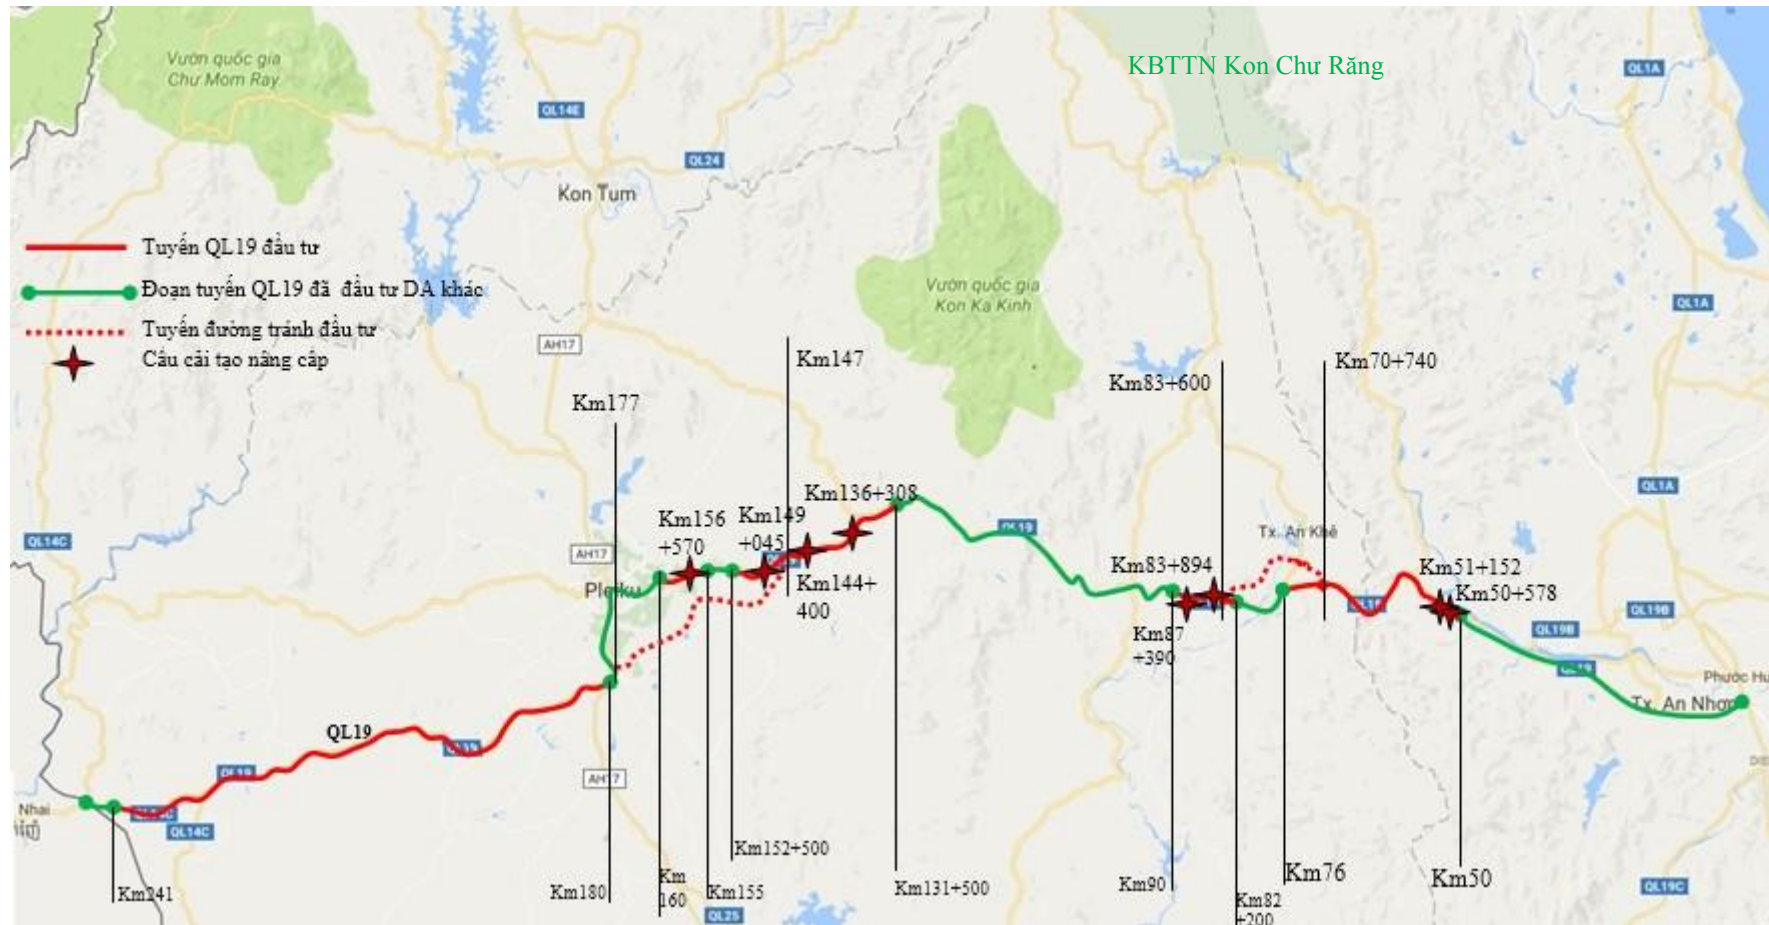 KBTTN Kon Chư Răng
Vườn quốc gia
Chư Mom Ray
QL1A
QL14E
QL24
Kon Tum
Tuyến QL19 đầu tư
Đoạn tuyến QL19 đã đầu tư DA khác
Tuyến đường tránh đầu tư
Cầu cải tạo nâng cấp
Vườn quốc gia
Kon Ka Kinh
QL1A
AH17
Km147
Km83+600
Km70+740
Km177
QL1A
Km136+308
Km156
+570
Km149
+045
QL19
Tx. An Khê
QL14C
AH17
Pleiku
Km144+
400
Km83+894
Km51+152
Km50+578
QL19B
QL19B
Km87
+390
QL19
Phước Hư
Tx. An Nhơn
QL19
QL19
QL19
AH17
Nhai
QL14C
Km241
Km180
Km
160
Km155
Km152+500
Km131+500
Km90
Km82
+200
Km76
Km50
QL19C
QL25